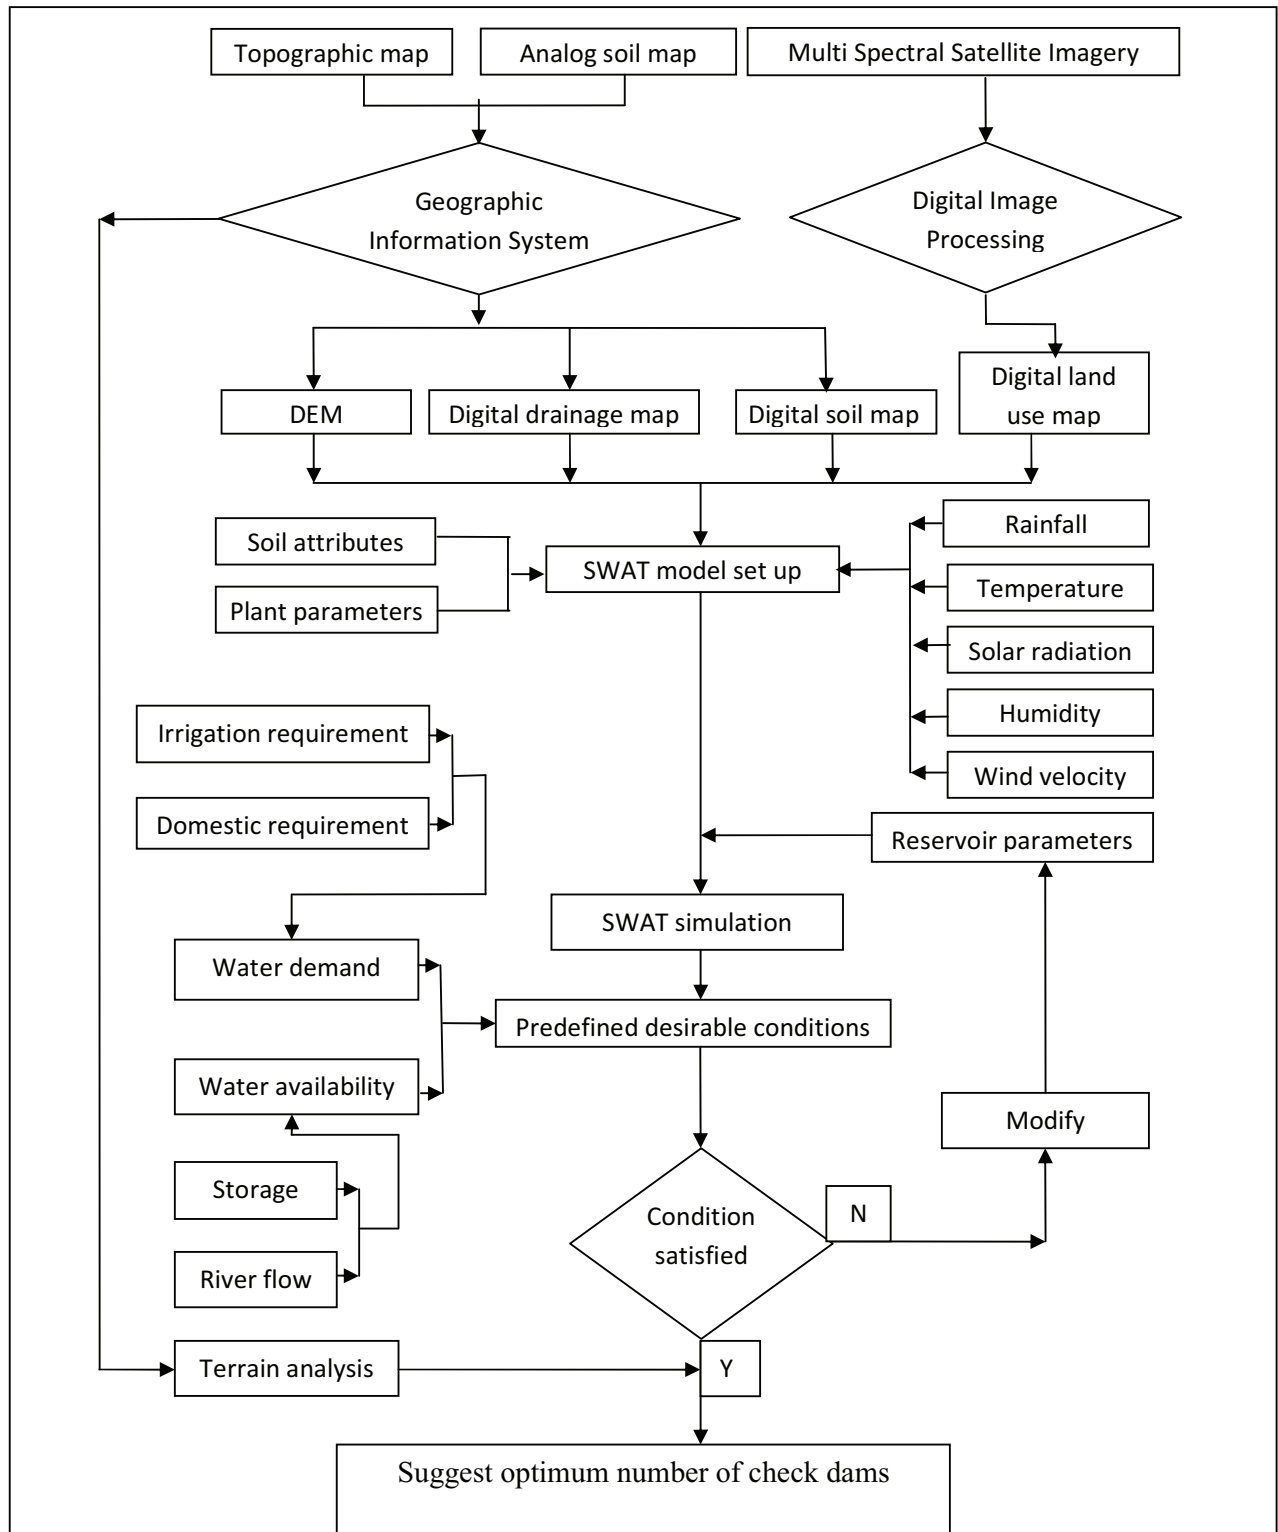 Topographic map
Analog soil map
Multi Spectral Satellite Imagery
Geographic
Information System
Digital Image
Processing
DEM
Digital drainage map
Digital soil map
Digital land
use map
Soil attributes
Plant parameters
SWAT model set up
Rainfall
Temperature
Solar radiation
Humidity
Wind velocity
Irrigation requirement
Domestic requirement
Reservoir parameters
SWAT simulation
Water demand
Predefined desirable conditions
Water availability
Modify
Storage
River flow
Condition
satisfied
N
Terrain analysis
Y
Suggest optimum number of check dams